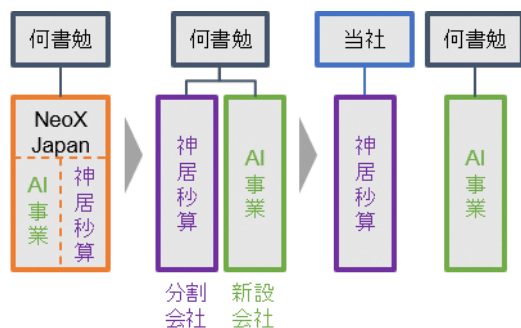 何書勉
何書勉
当社
何書勉
NeoX
Japan
AI
事
業
神
居
秒
算
神
居
秒
算
AI
事
業
神
居
秒
算
AI
事
業
分割
会社
新設
会社